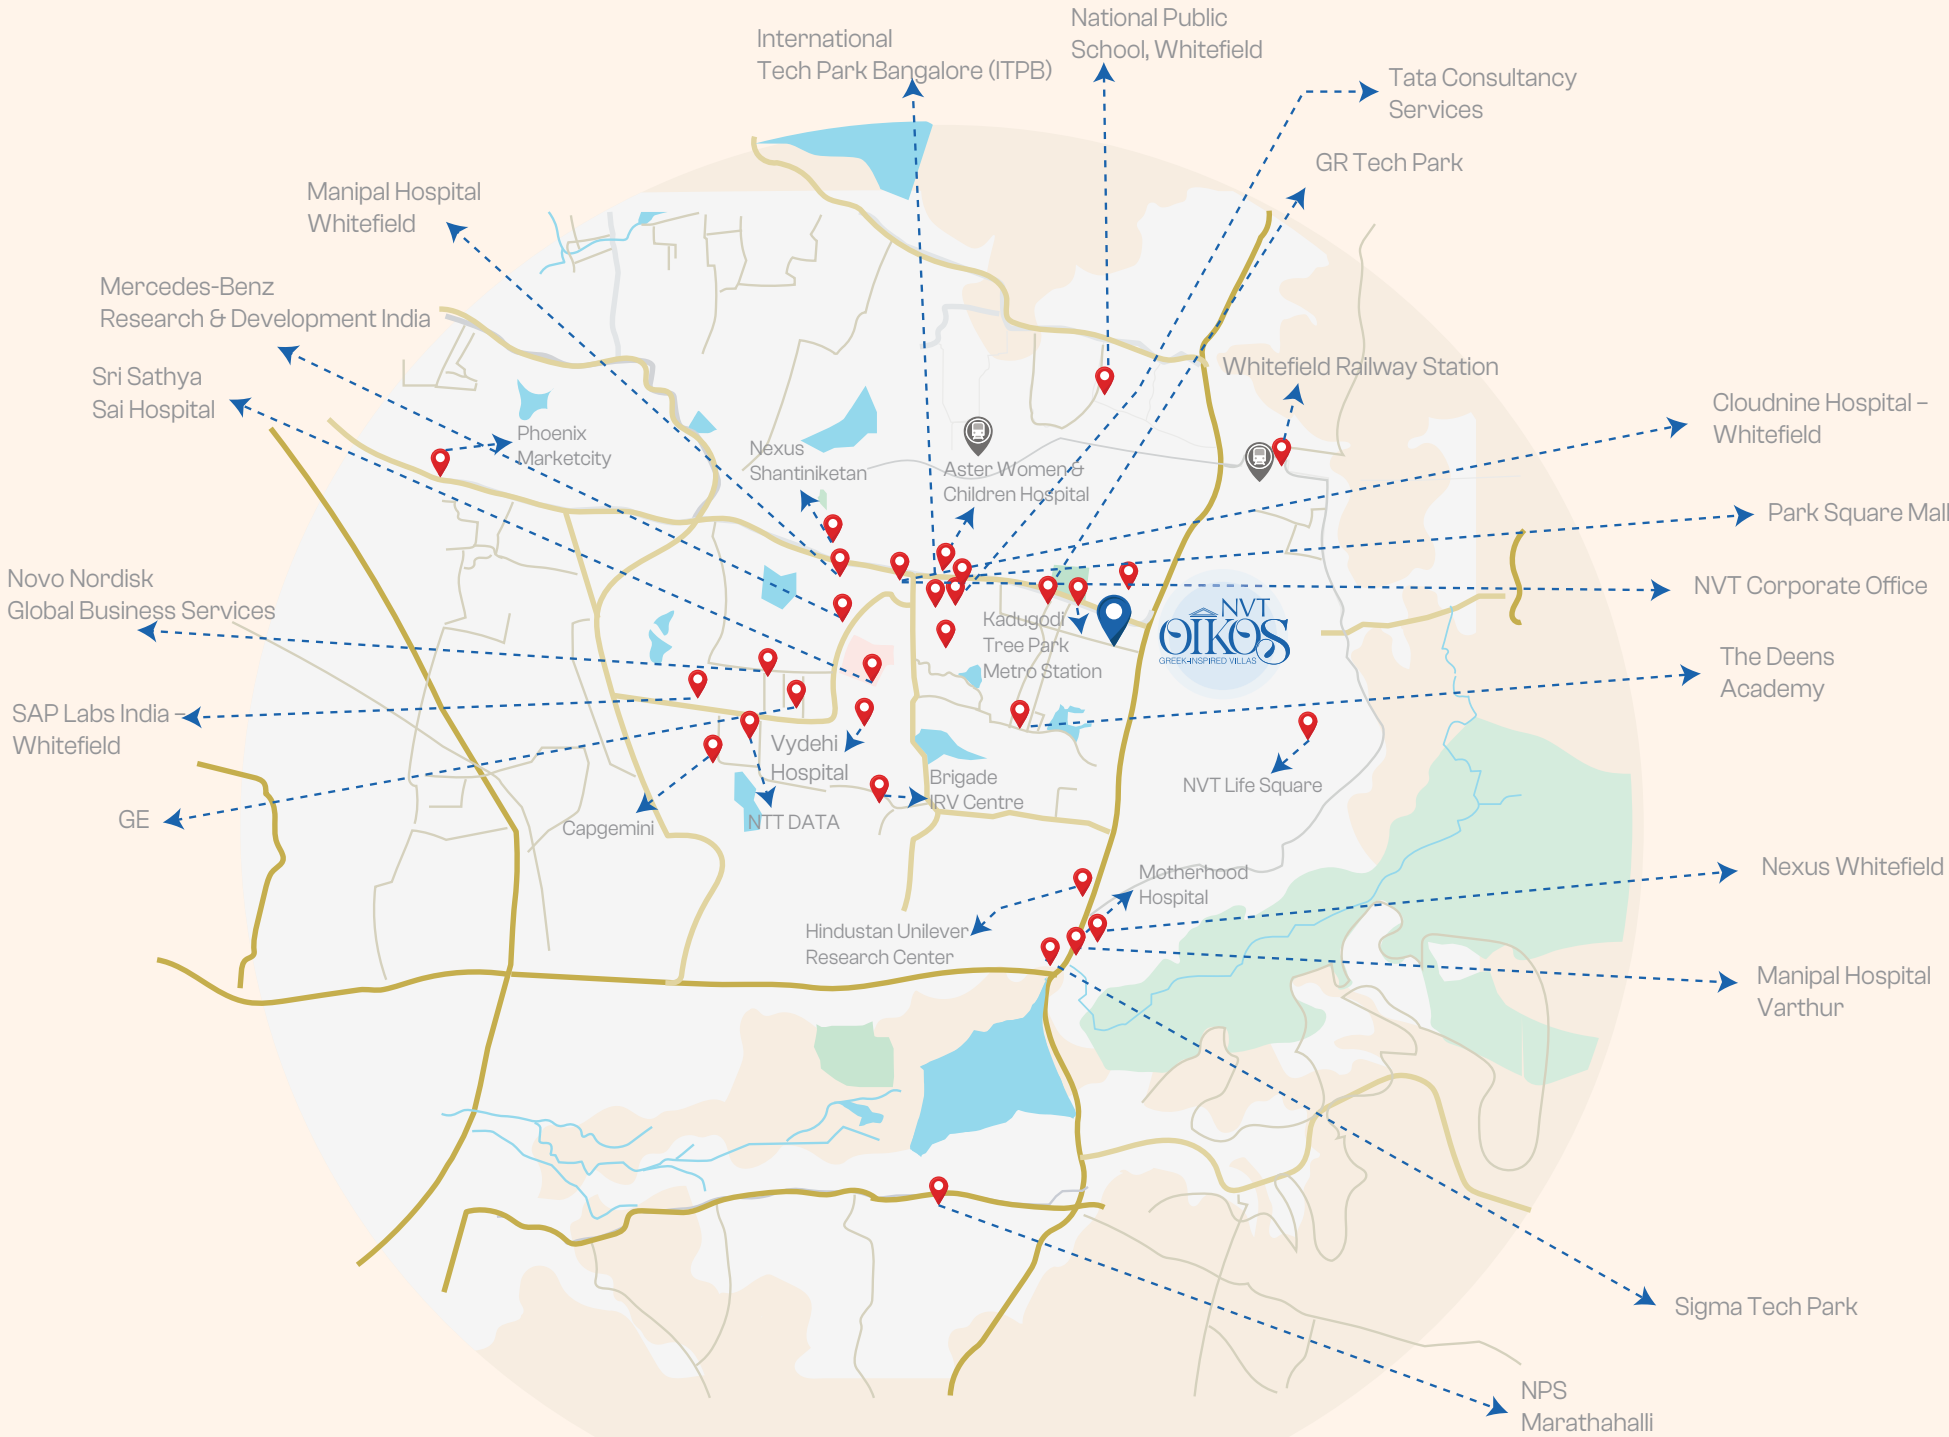 National Public
School, Whitefield
International
Tech Park Bangalore (ITPB)
Tata Consultancy
Services
GR Tech Park
Manipal Hospital
Whitefield
Mercedes-Benz
Research & Development India
Sri Sathya
Sai Hospital
Whitefield Railway Station
Cloudnine Hospital –
Whitefield
Phoenix
Marketcity
Nexus
Shantiniketan
Aster Women &
Children Hospital
Park Square Mall
Novo Nordisk
Global Business Services
NVT Corporate Office
Kadugodi
Tree Park
Metro Station
NVT
OIKOS
GREEK-INSPIRED VILLAS
The Deens
Academy
SAP Labs India –
Whitefield
Vydehi
Hospital
Brigade
IRV Centre
NVT Life Square
GE
Capgemini
NTT DATA
Nexus Whitefield
Motherhood
Hospital
Hindustan Unilever
Research Center
Manipal Hospital
Varthur
Sigma Tech Park
NPS
Marathahalli